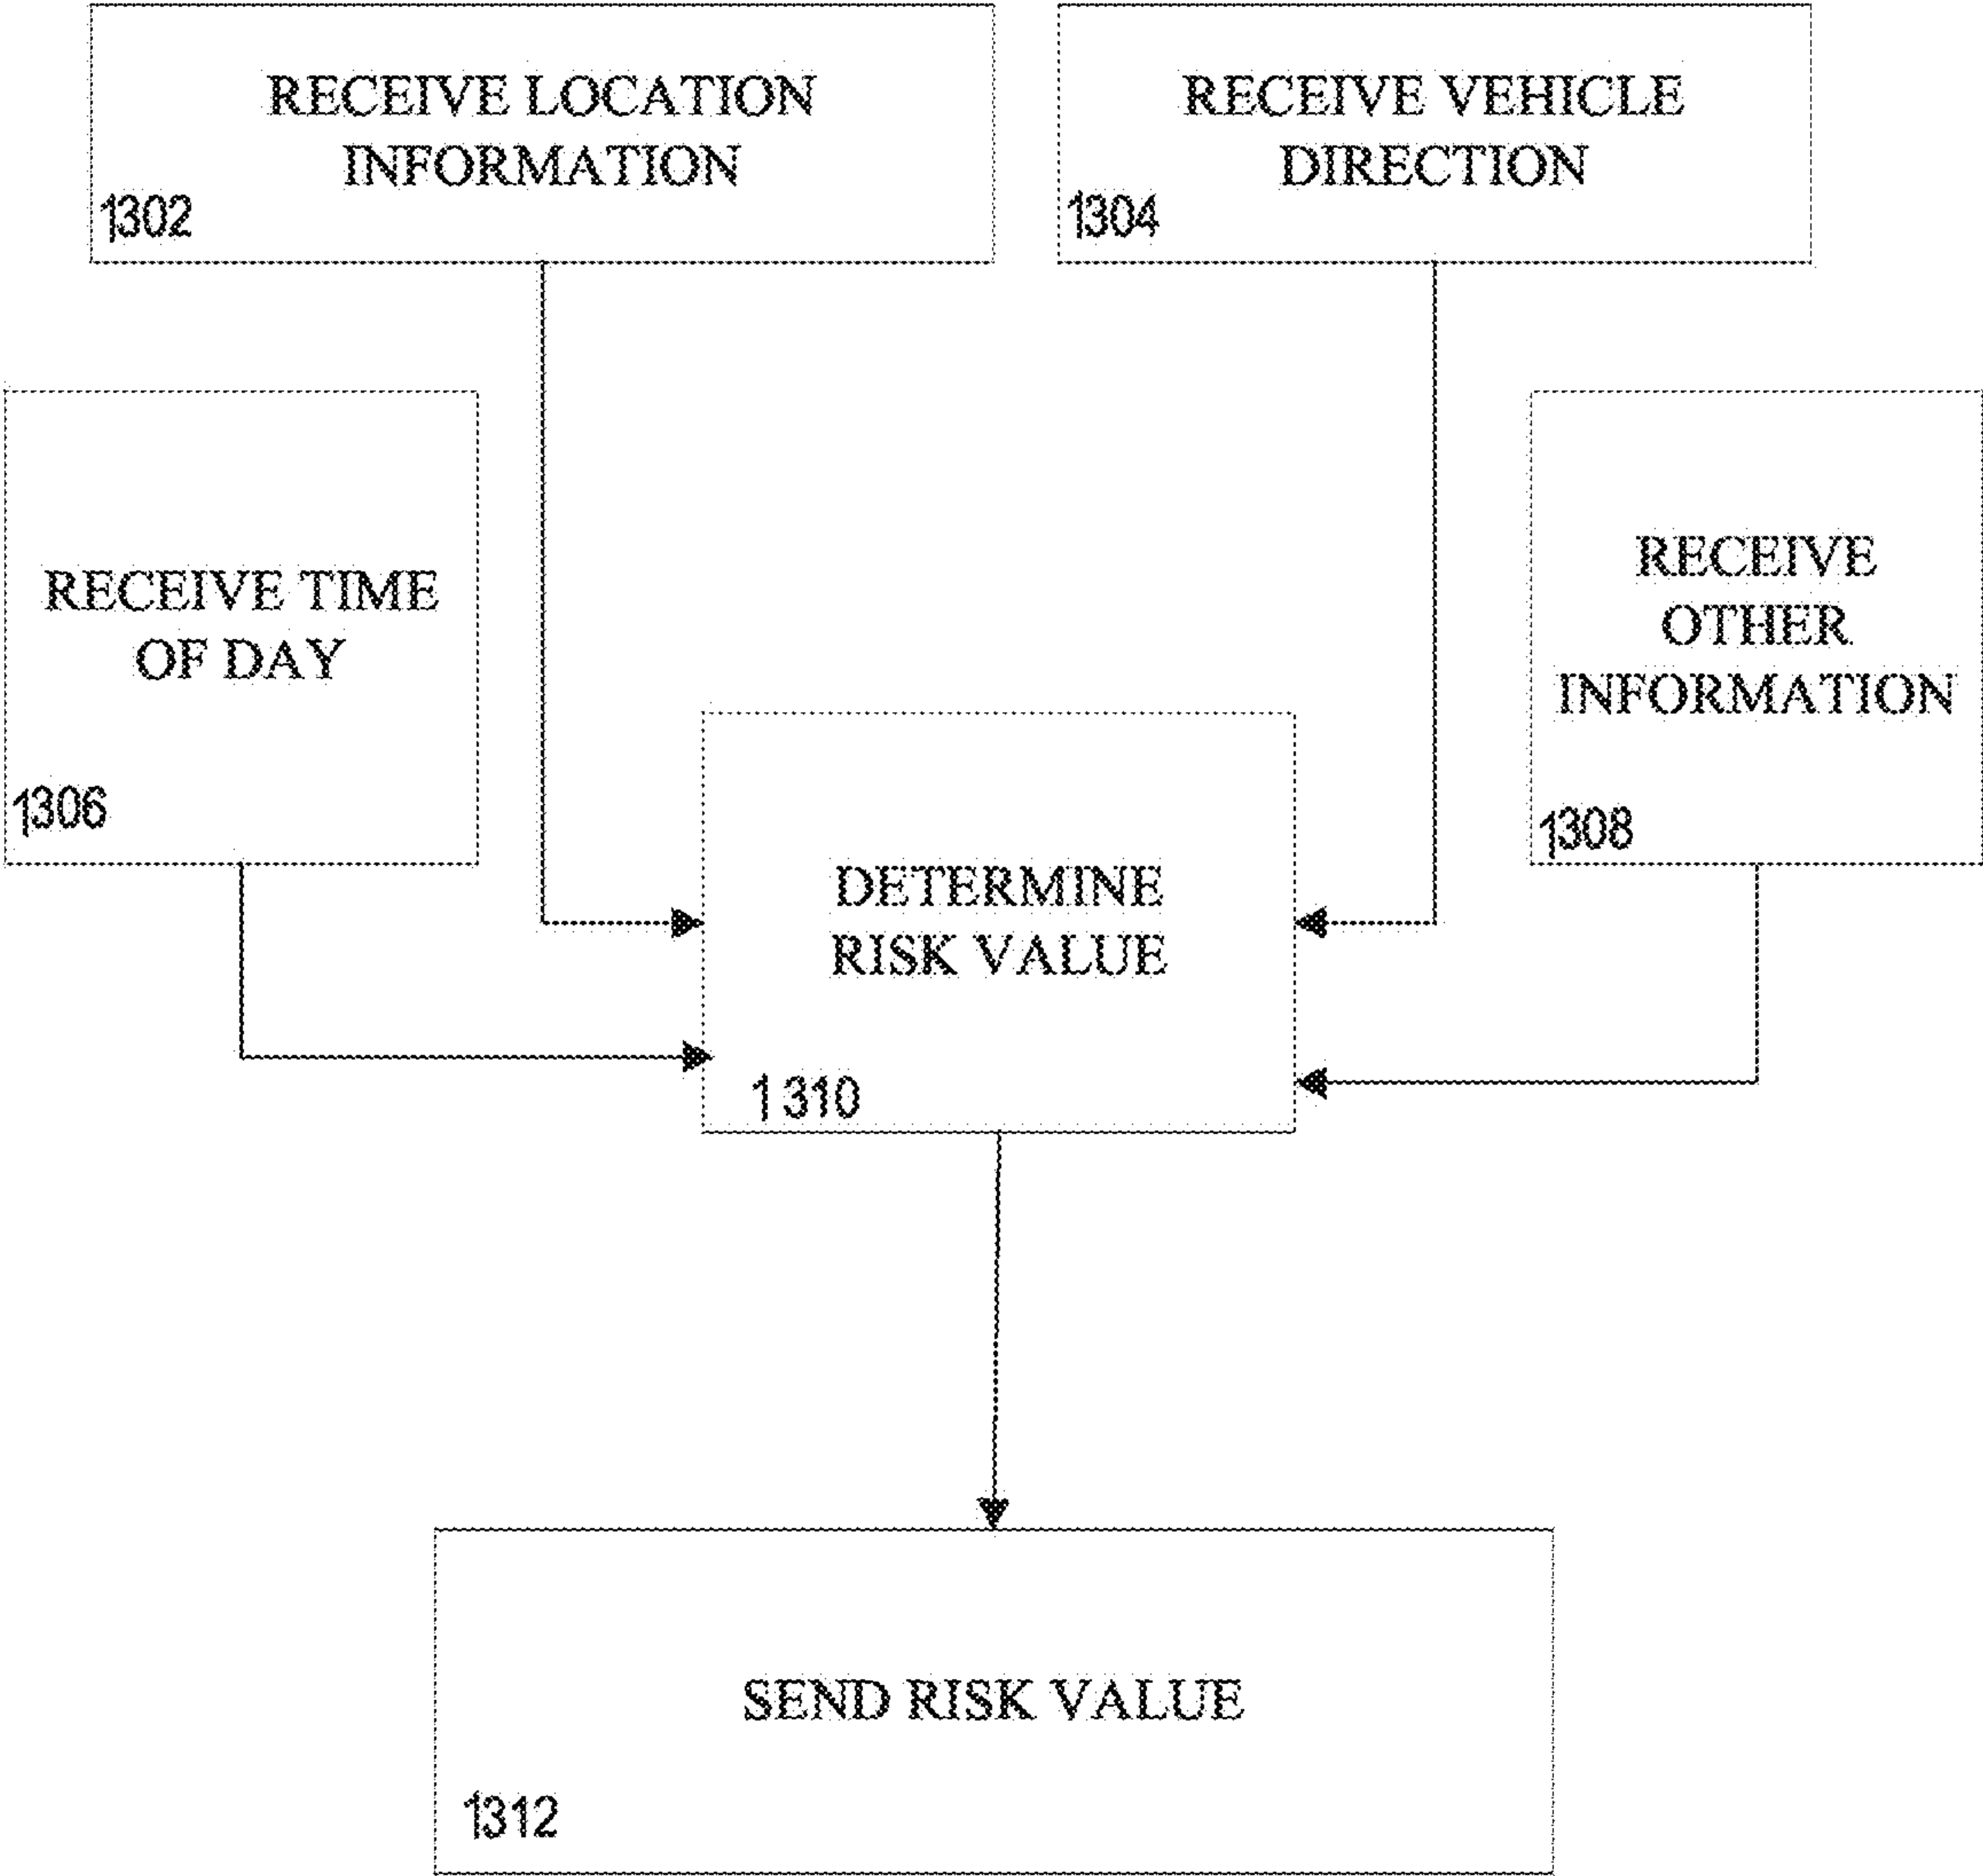 RECEIVE LOCATION
INFORMATION
1302
RECEIVE VEHICLE
DIRECTION
1304
RECEIVE TIME
OF DAY
1306
RECEIVE
OTHER
INFORMATION
1308
DETERMINE
RISK VALUE
1310
SEND RISK VALUE
1312